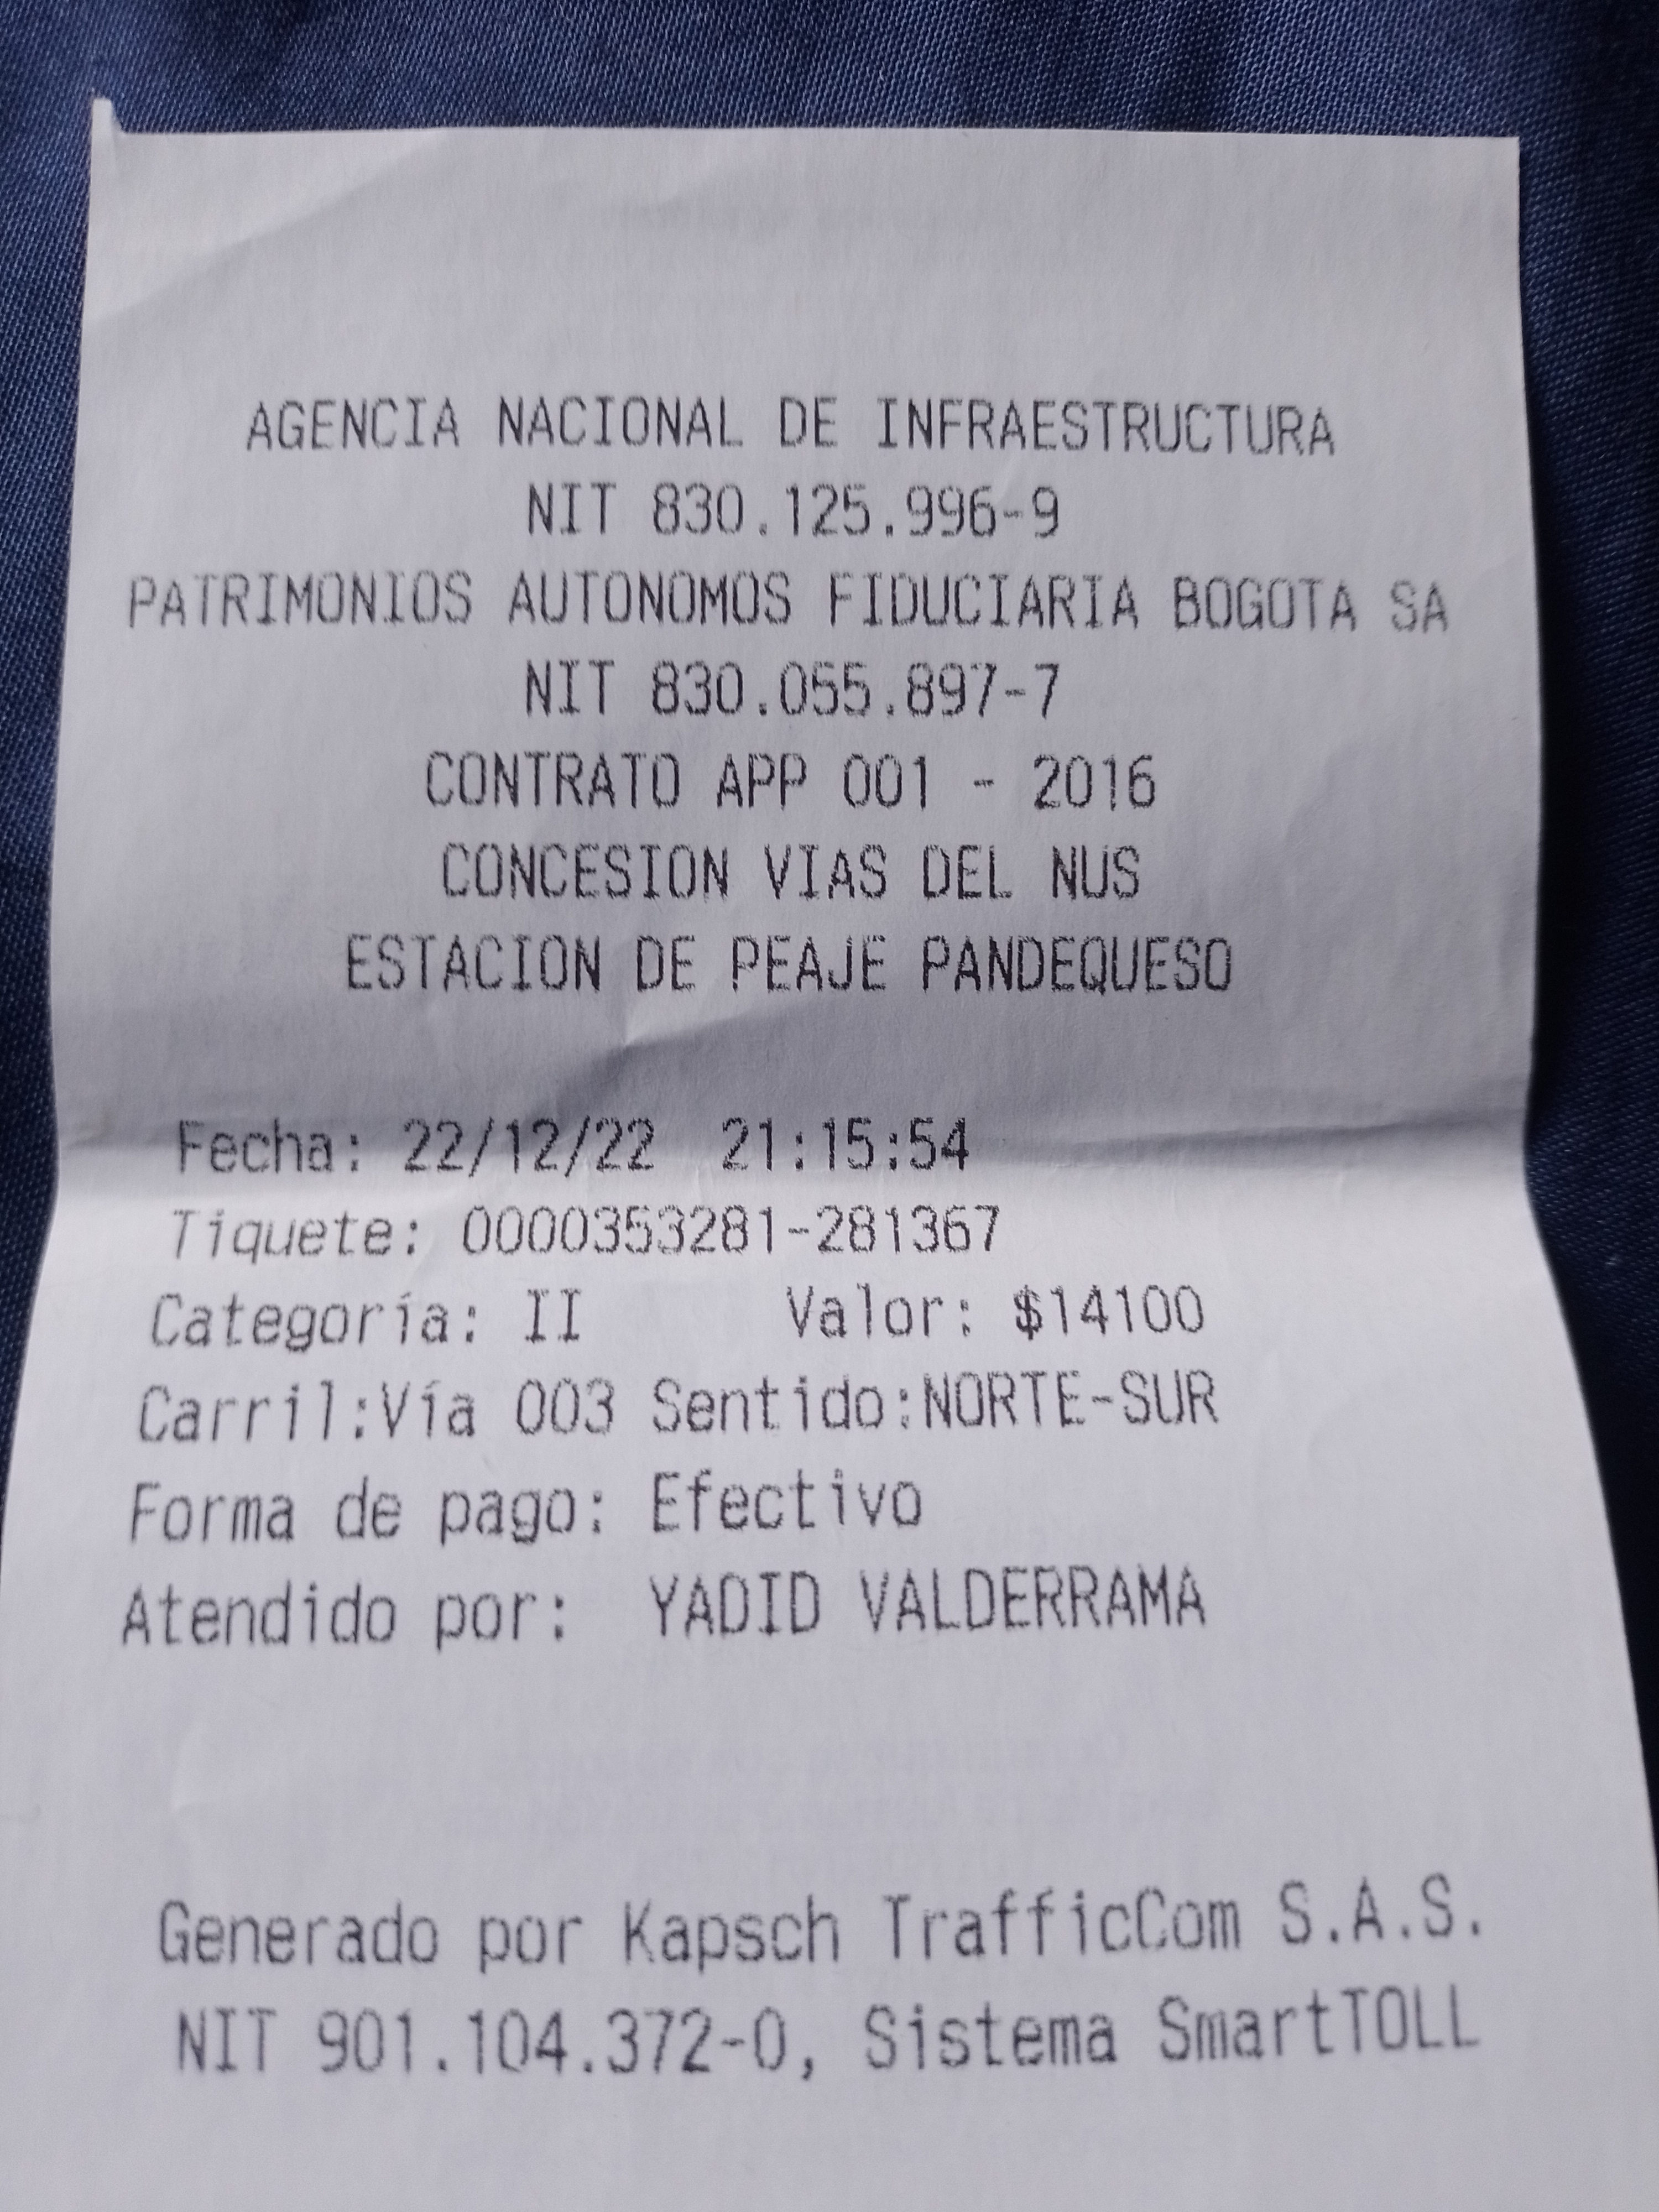 AGENCIA NACIONAL DE INFRAESTRUCTURA
NIT 830.125.996-9
PATRIMONIOS AUTONOMOS FIDUCIARIA BOGOTA SA
NIT 830.055.897-7
CONTRATO APP 001 - 2016
CONCESION VIAS DEL NUS
ESTACION DE PEAJE PANDEQUESO
Fecha: 22/12/22 21:15:54
Tiquete: 0000353281-281367
Categoría: II Valor: $14100
Carril:Vía 003 Sentido:NORTE-SUR
Forma de pago: Efectivo
Atendido por: YADID VALDERRAMA
Generado por Kapsch TrafficCom S.A.S.
NIT 901.104.372-0, Sistema SmartTOLL